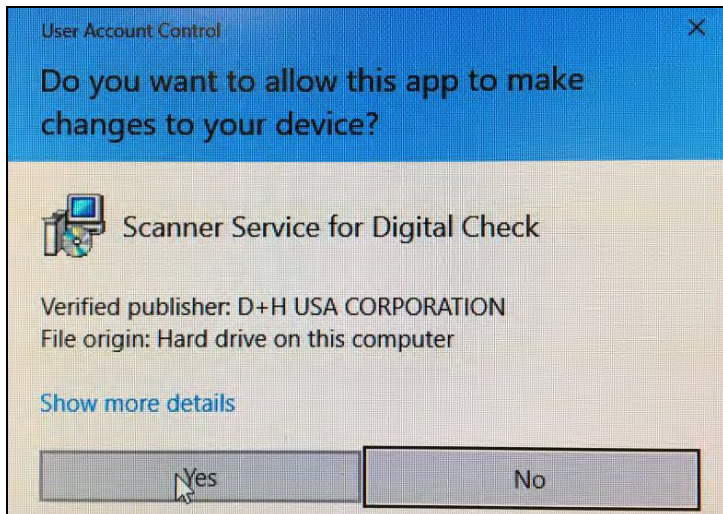 User Account Control
Do you want to allow this app to make
changes to your device?
Scanner Service for Digital Check
Verified publisher: D+H USA CORPORATION
File origin: Hard drive on this computer
Show more details
Yes
No